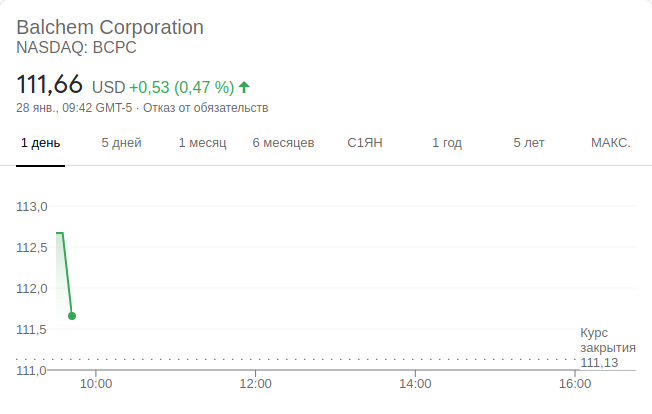 Balchem Corporation
NASDAQ: BCPC
111,66 USD +0,53 (0,47 %)
28 янв., 09:42 GMT-5 · Отказ от обязательств
1 день 5 дней 1 месяц 6 месяцев С1ЯН 1 год 5 лет МАКС.
113,0
112,5
112,0
111,5
111,0
Курс
закрытия
111,13
10:00 12:00 14:00 16:00